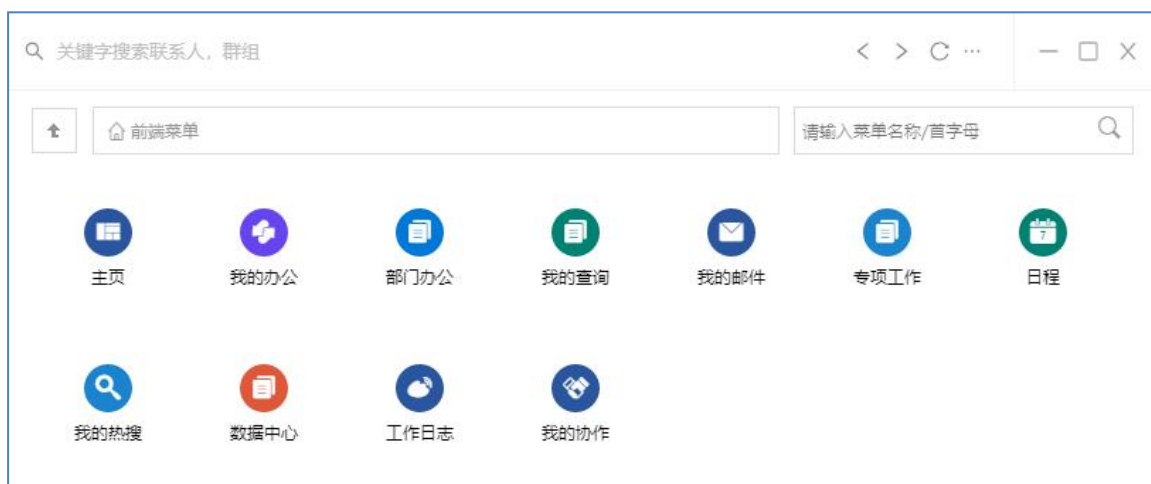 关键字搜索联系人，群组
前端菜单
请输入菜单名称/首字母
7
主页
我的办公
部门办公
我的查询
我的邮件
专项工作
日程
我的热搜
数据中心
工作日志
我的协作